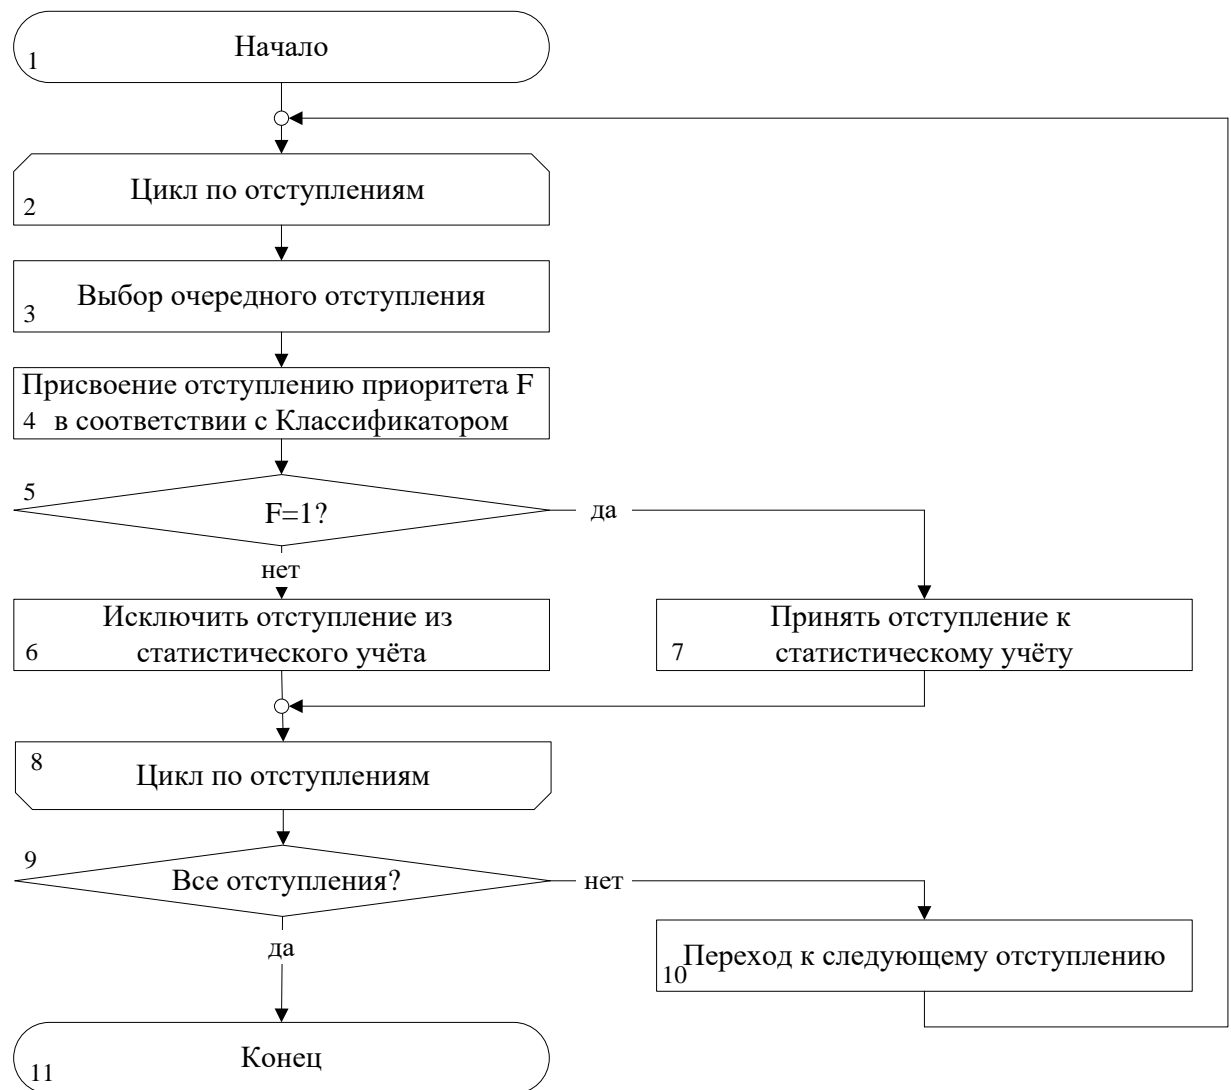 Начало
1
Цикл по отступлениям
2
Выбор очередного отступления
3
Присвоение отступлению приоритета F
4 в соответствии с Классификатором
5
F=1?
да
нет
Исключить отступление из
6 статистического учёта
Принять отступление к
7 статистическому учёту
8
Цикл по отступлениям
9
Все отступления?
нет
да
Переход к следующему отступлению
10
Конец
11